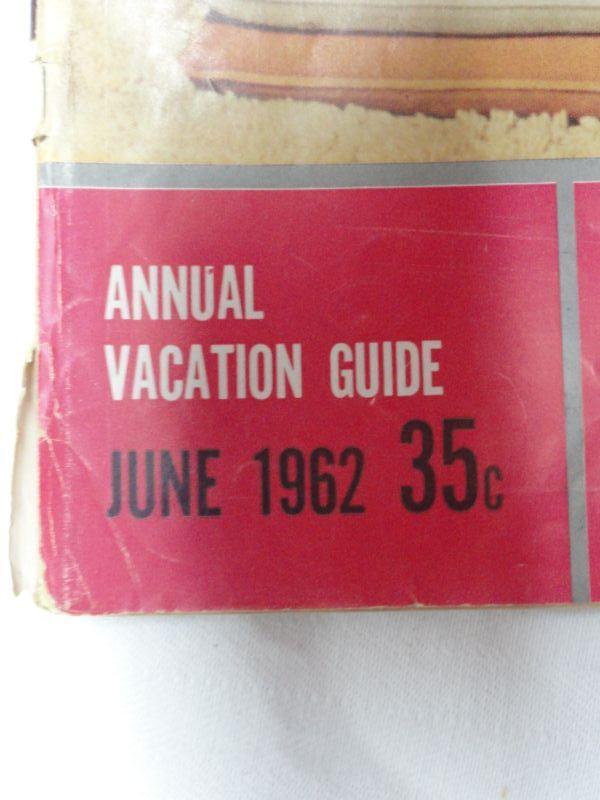 ANNUAL
VACATION GUIDE
JUNE 1962 35c